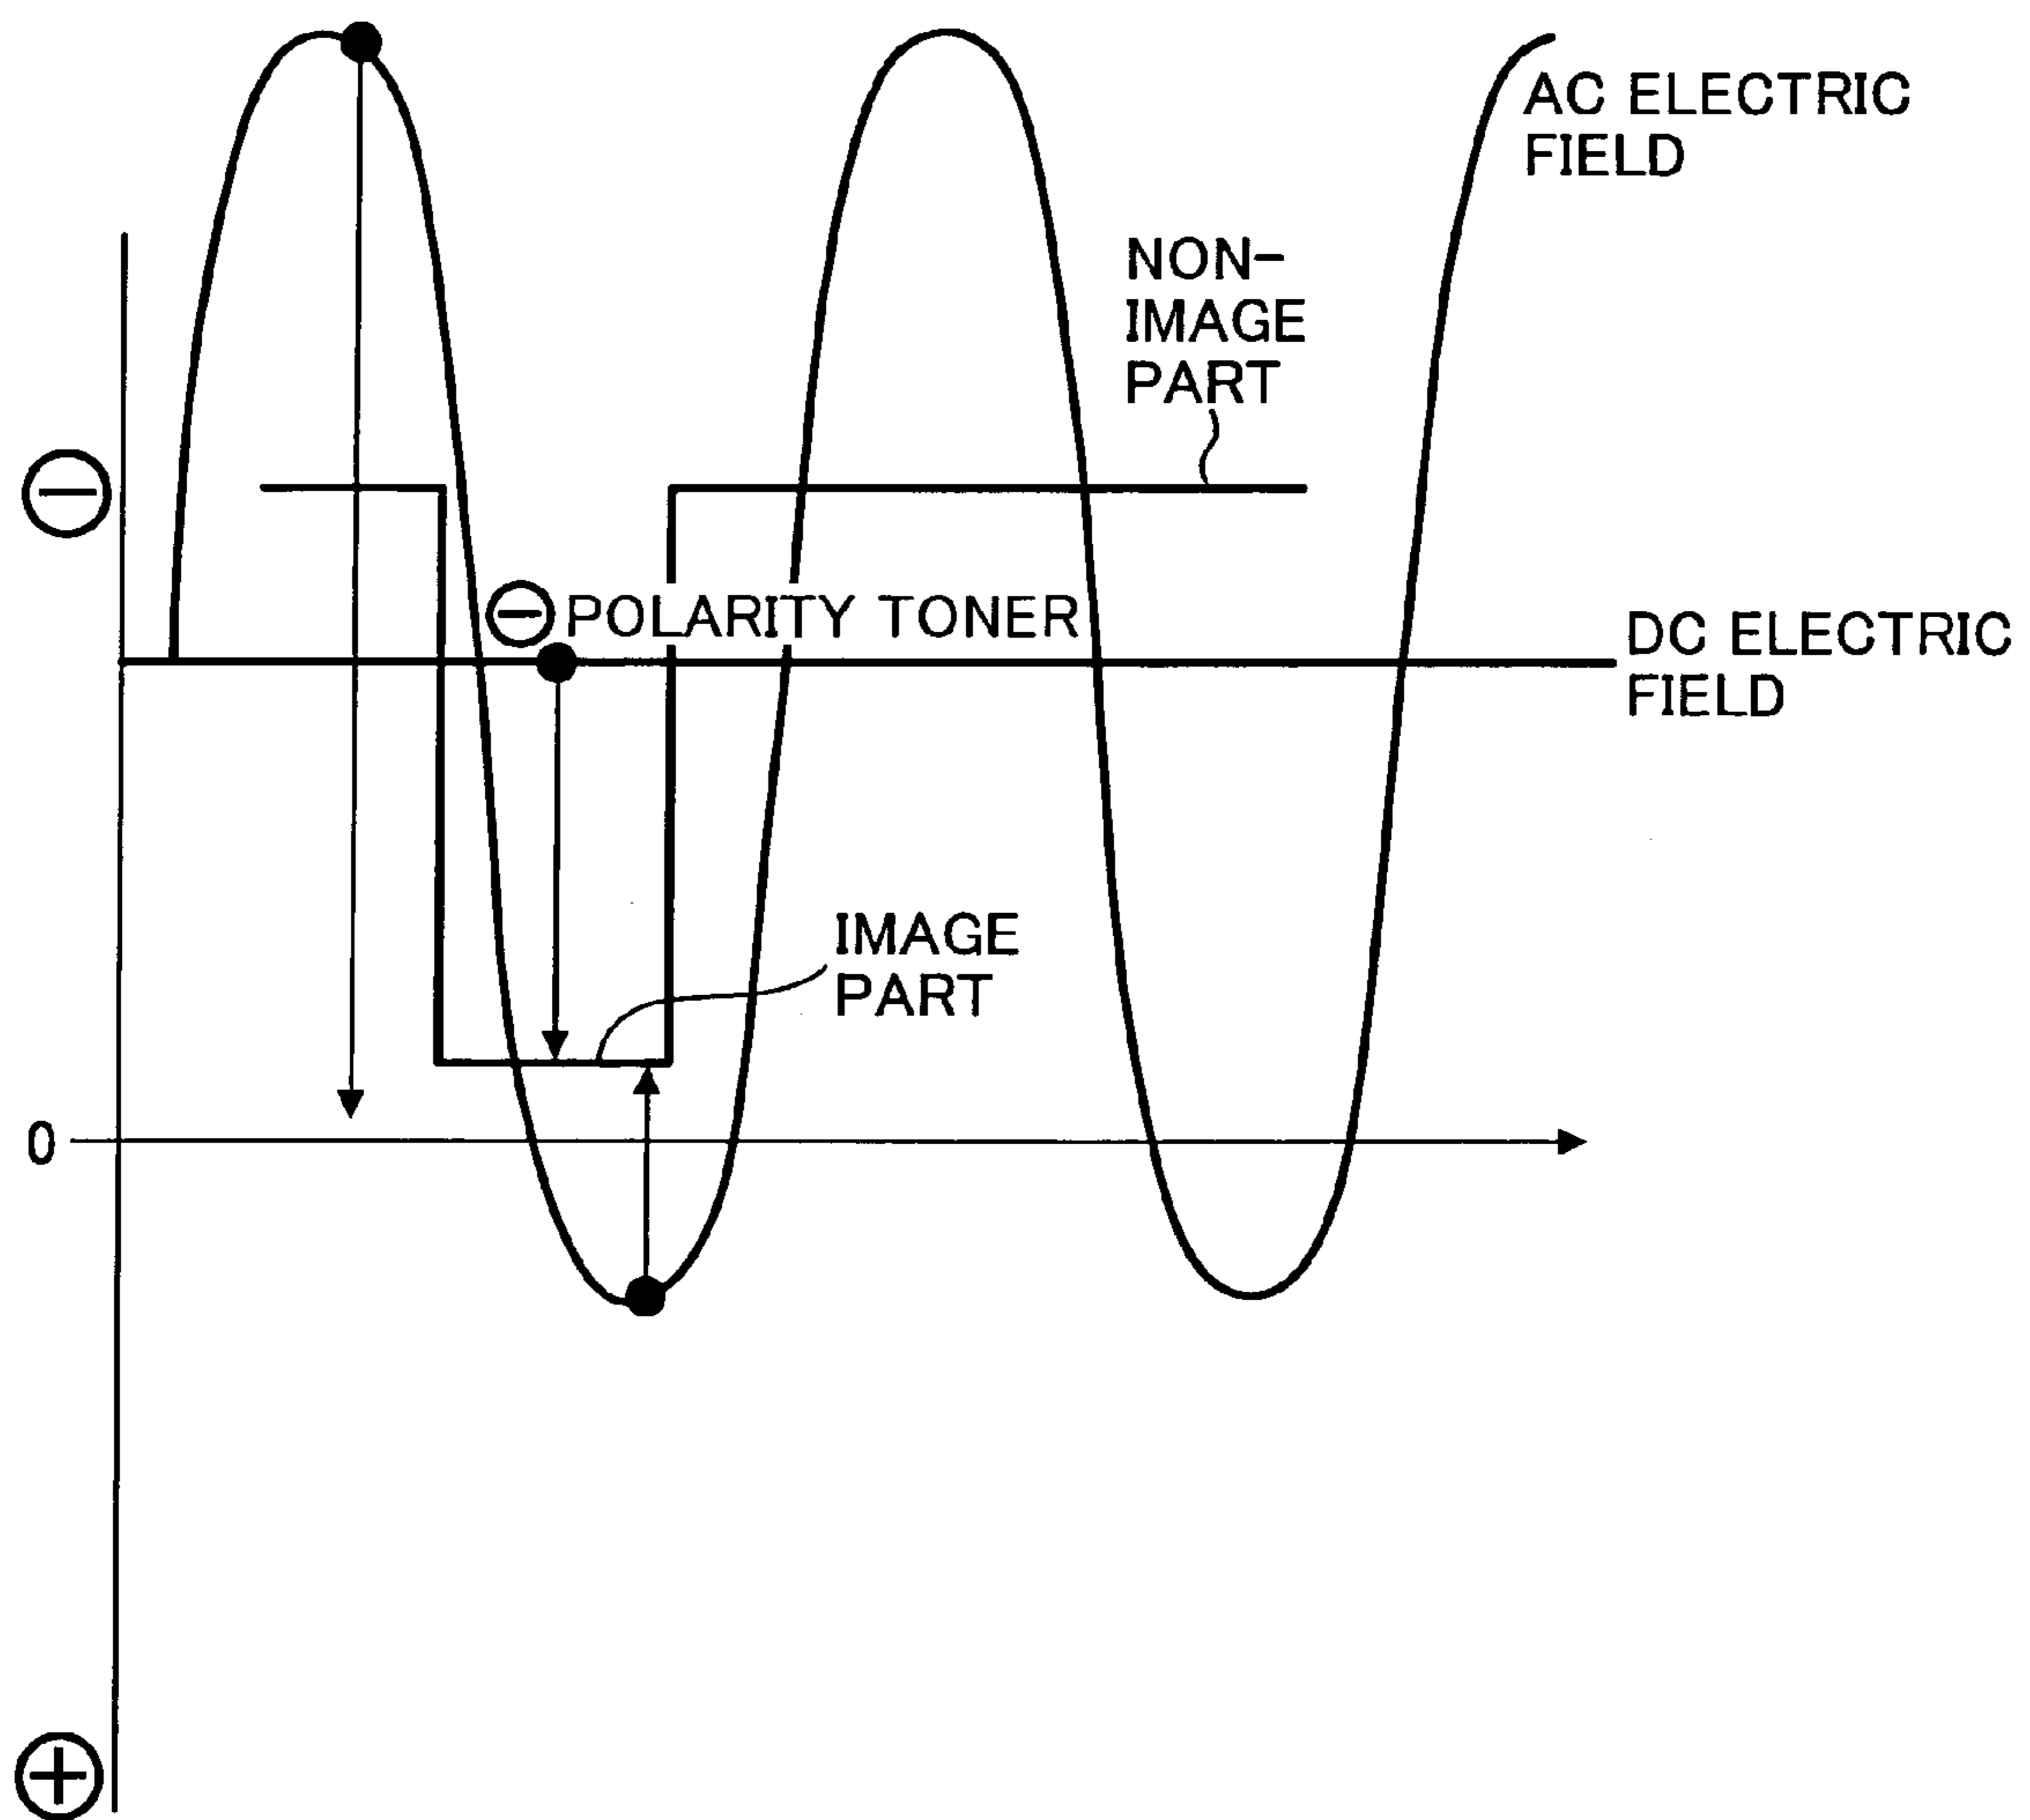 AC ELECTRIC
FIELD
NON-
IMAGE
PART
⊖
⊖ POLARITY TONER
DC ELECTRIC
FIELD
IMAGE
PART
0
⊕